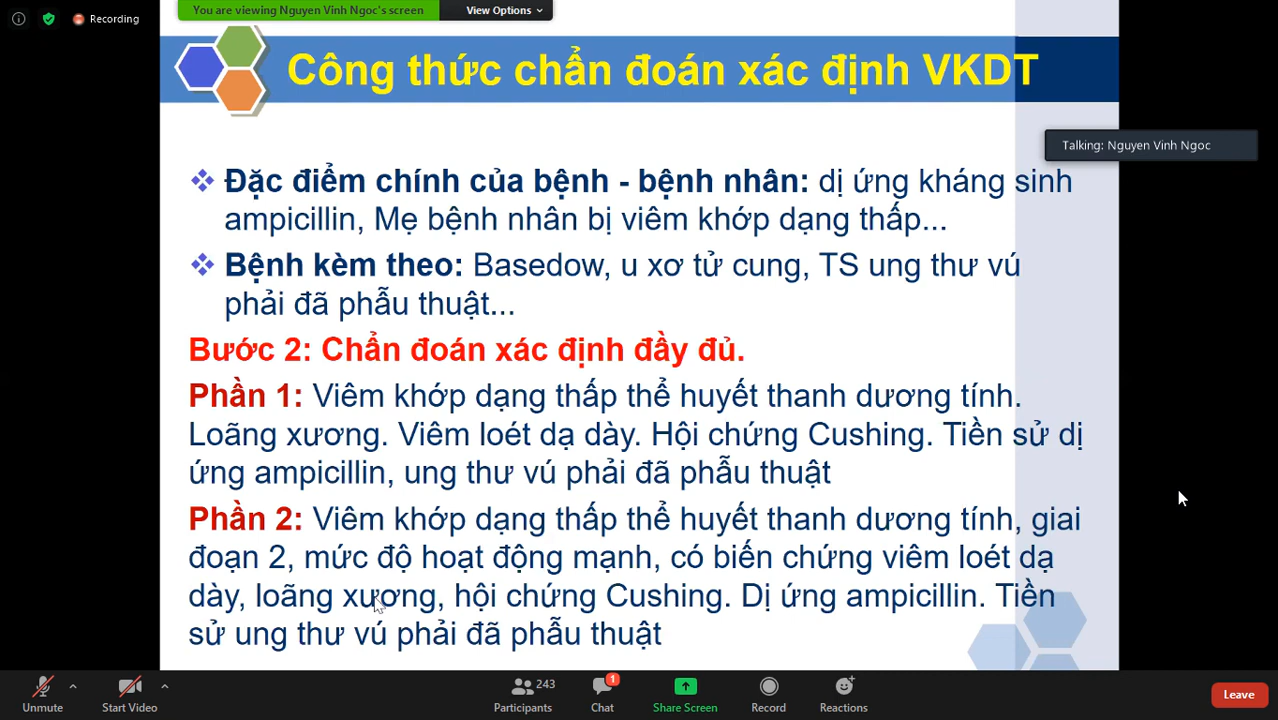 Recording
You are viewing Nguyen Vinh Ngoc's screen
View Options
Công thức chẩn đoán xác định VKDT
Talking: Nguyen Vinh Ngoc
Đặc điểm chính của bệnh - bệnh nhân: dị ứng kháng sinh
ampicillin, Mẹ bệnh nhân bị viêm khớp dạng thấp...
Bệnh kèm theo: Basedow, u xơ tử cung, TS ung thư vú
phải đã phẫu thuật...
Bước 2: Chẩn đoán xác định đầy đủ.
Phần 1: Viêm khớp dạng thấp thể huyết thanh dương tính.
Loãng xương. Viêm loét dạ dày. Hội chứng Cushing. Tiền sử dị
ứng ampicillin, ung thư vú phải đã phẫu thuật
Phần 2: Viêm khớp dạng thấp thể huyết thanh dương tính, giai
đoạn 2, mức độ hoạt động mạnh, có biến chứng viêm loét dạ
dày, loãng xương, hội chứng Cushing. Dị ứng ampicillin. Tiền
sử ung thư vú phải đã phẫu thuật
Unmute
Start Video
243
Participants
1
Chat
Share Screen
Record
Reactions
Leave